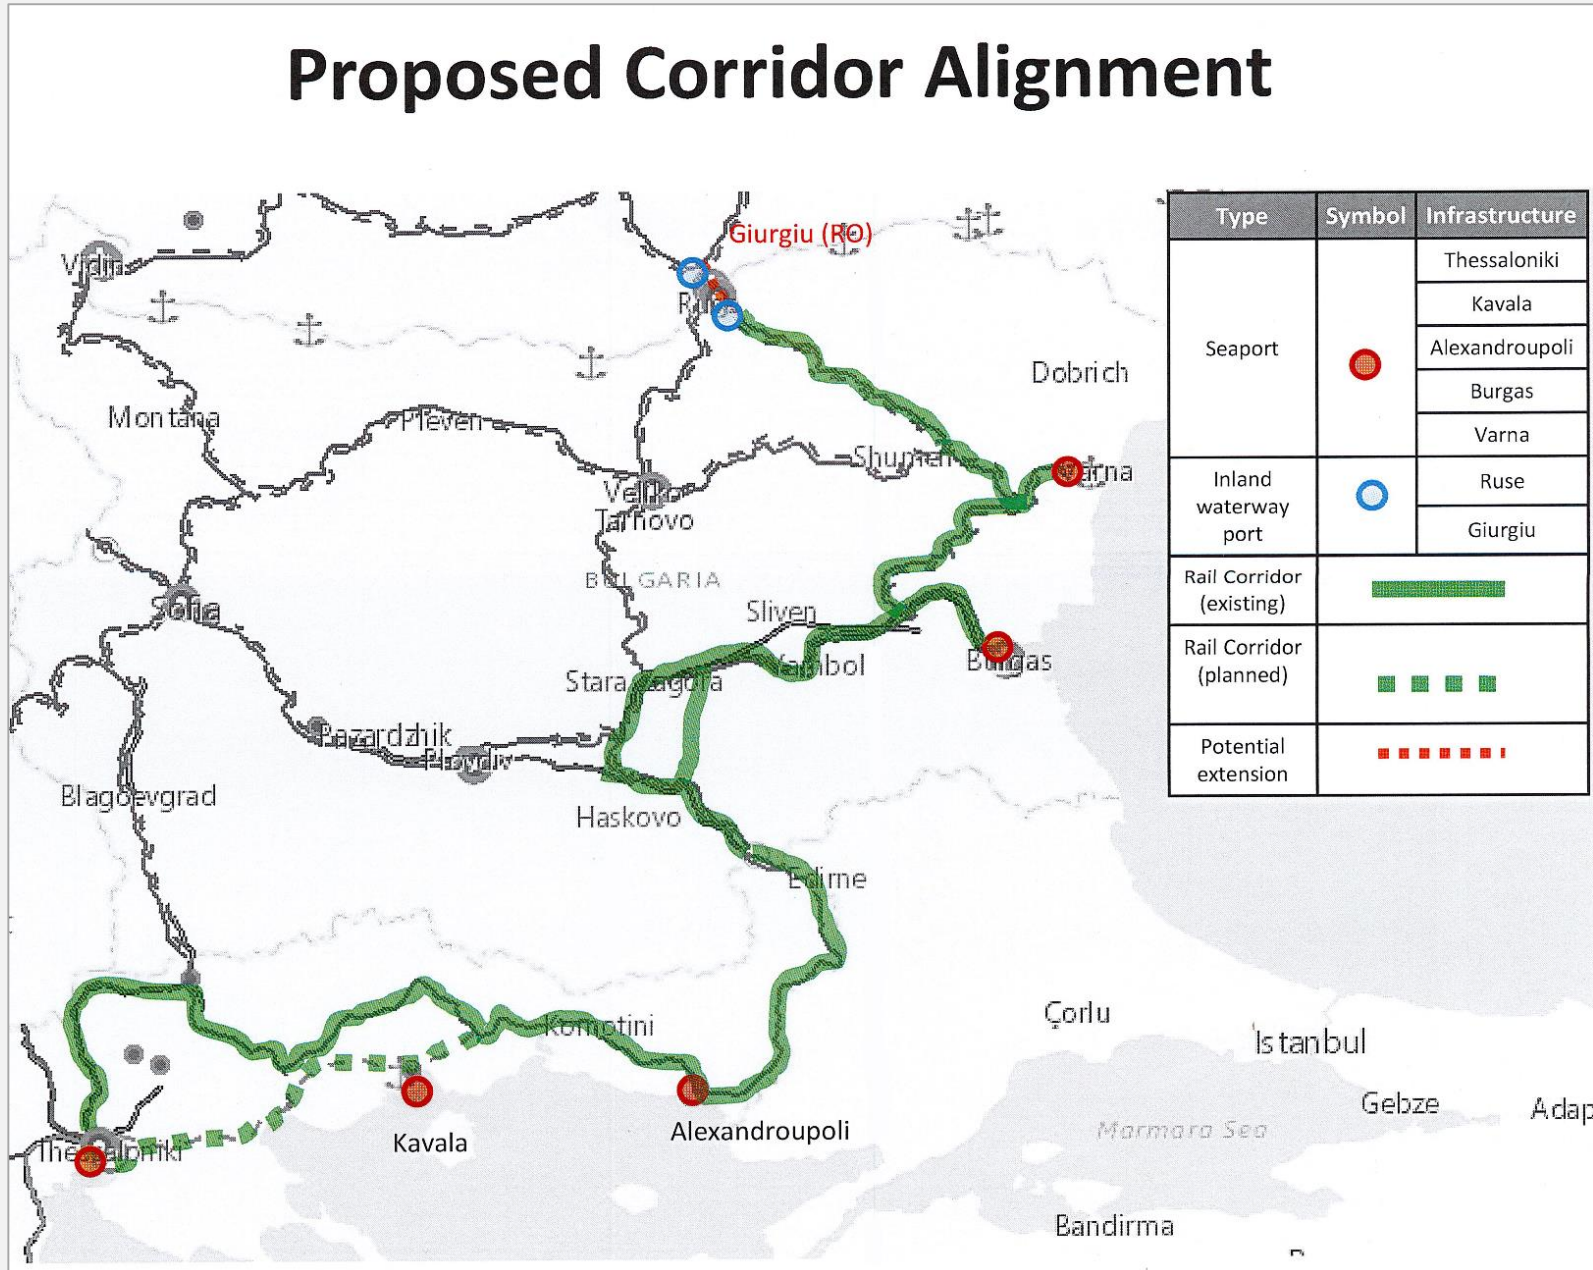 Proposed Corridor Alignment
Giurgiu (RO)
Vidin
Ruse
Dobrich
Montana
Pleven
Shumen
Varna
Veliko
Tarnovo
BULGARIA
Sofia
Sliven
Yambol
Burgas
Stara Zagora
Pazardzhik
Plovdiv
Blagoevgrad
Haskovo
Edirne
Komotini
Çorlu
Istanbul
Gebze
Adap
Marmara Sea
Thessaloniki
Kavala
Alexandroupoli
Bandirma
Type Symbol Infrastructure
Seaport
Thessaloniki
Kavala
Alexandroupoli
Burgas
Varna
Inland
waterway
port
Ruse
Giurgiu
Rail Corridor
(existing)
Rail Corridor
(planned)
Potential
extension